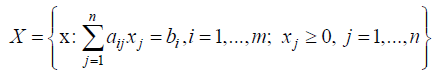 X = { x: ∑_{j=1}^{n} a_{ij} x_j = b_i, i = 1,...,m; x_j ≥ 0, j = 1,...,n }